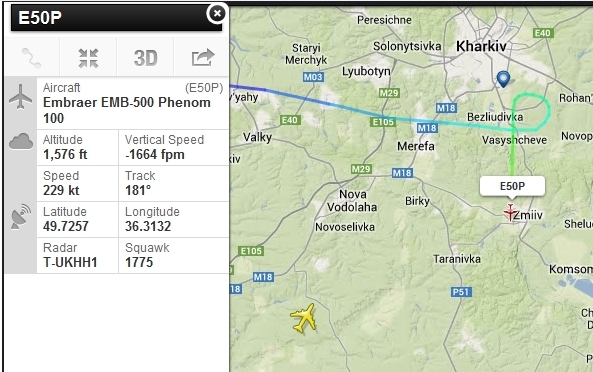 E50P
3D
Aircraft (E50P)
Embraer EMB-500 Phenom
100
Altitude
1,576 ft
Vertical Speed
-1664 fpm
Speed
229 kt
Track
181°
Latitude
49.7257
Longitude
36.3132
Radar
T-UKHH1
Squawk
1775
Peresichne
Solonytsivka
Kharkiv
Staryi
Merchyk
Lyubotyn
M03
M29
Rohan'
E40
V'yahy
E40
E105
M18
Bezliudivka
Vasyshcheve
Novopo
Valky
Merefa
M29
M18
E50P
Nova
Vodolaha
Birky
Zmiiv
Novoselivka
Shelu
E105
Taranivka
M18
Komsom
P51
Ch
D